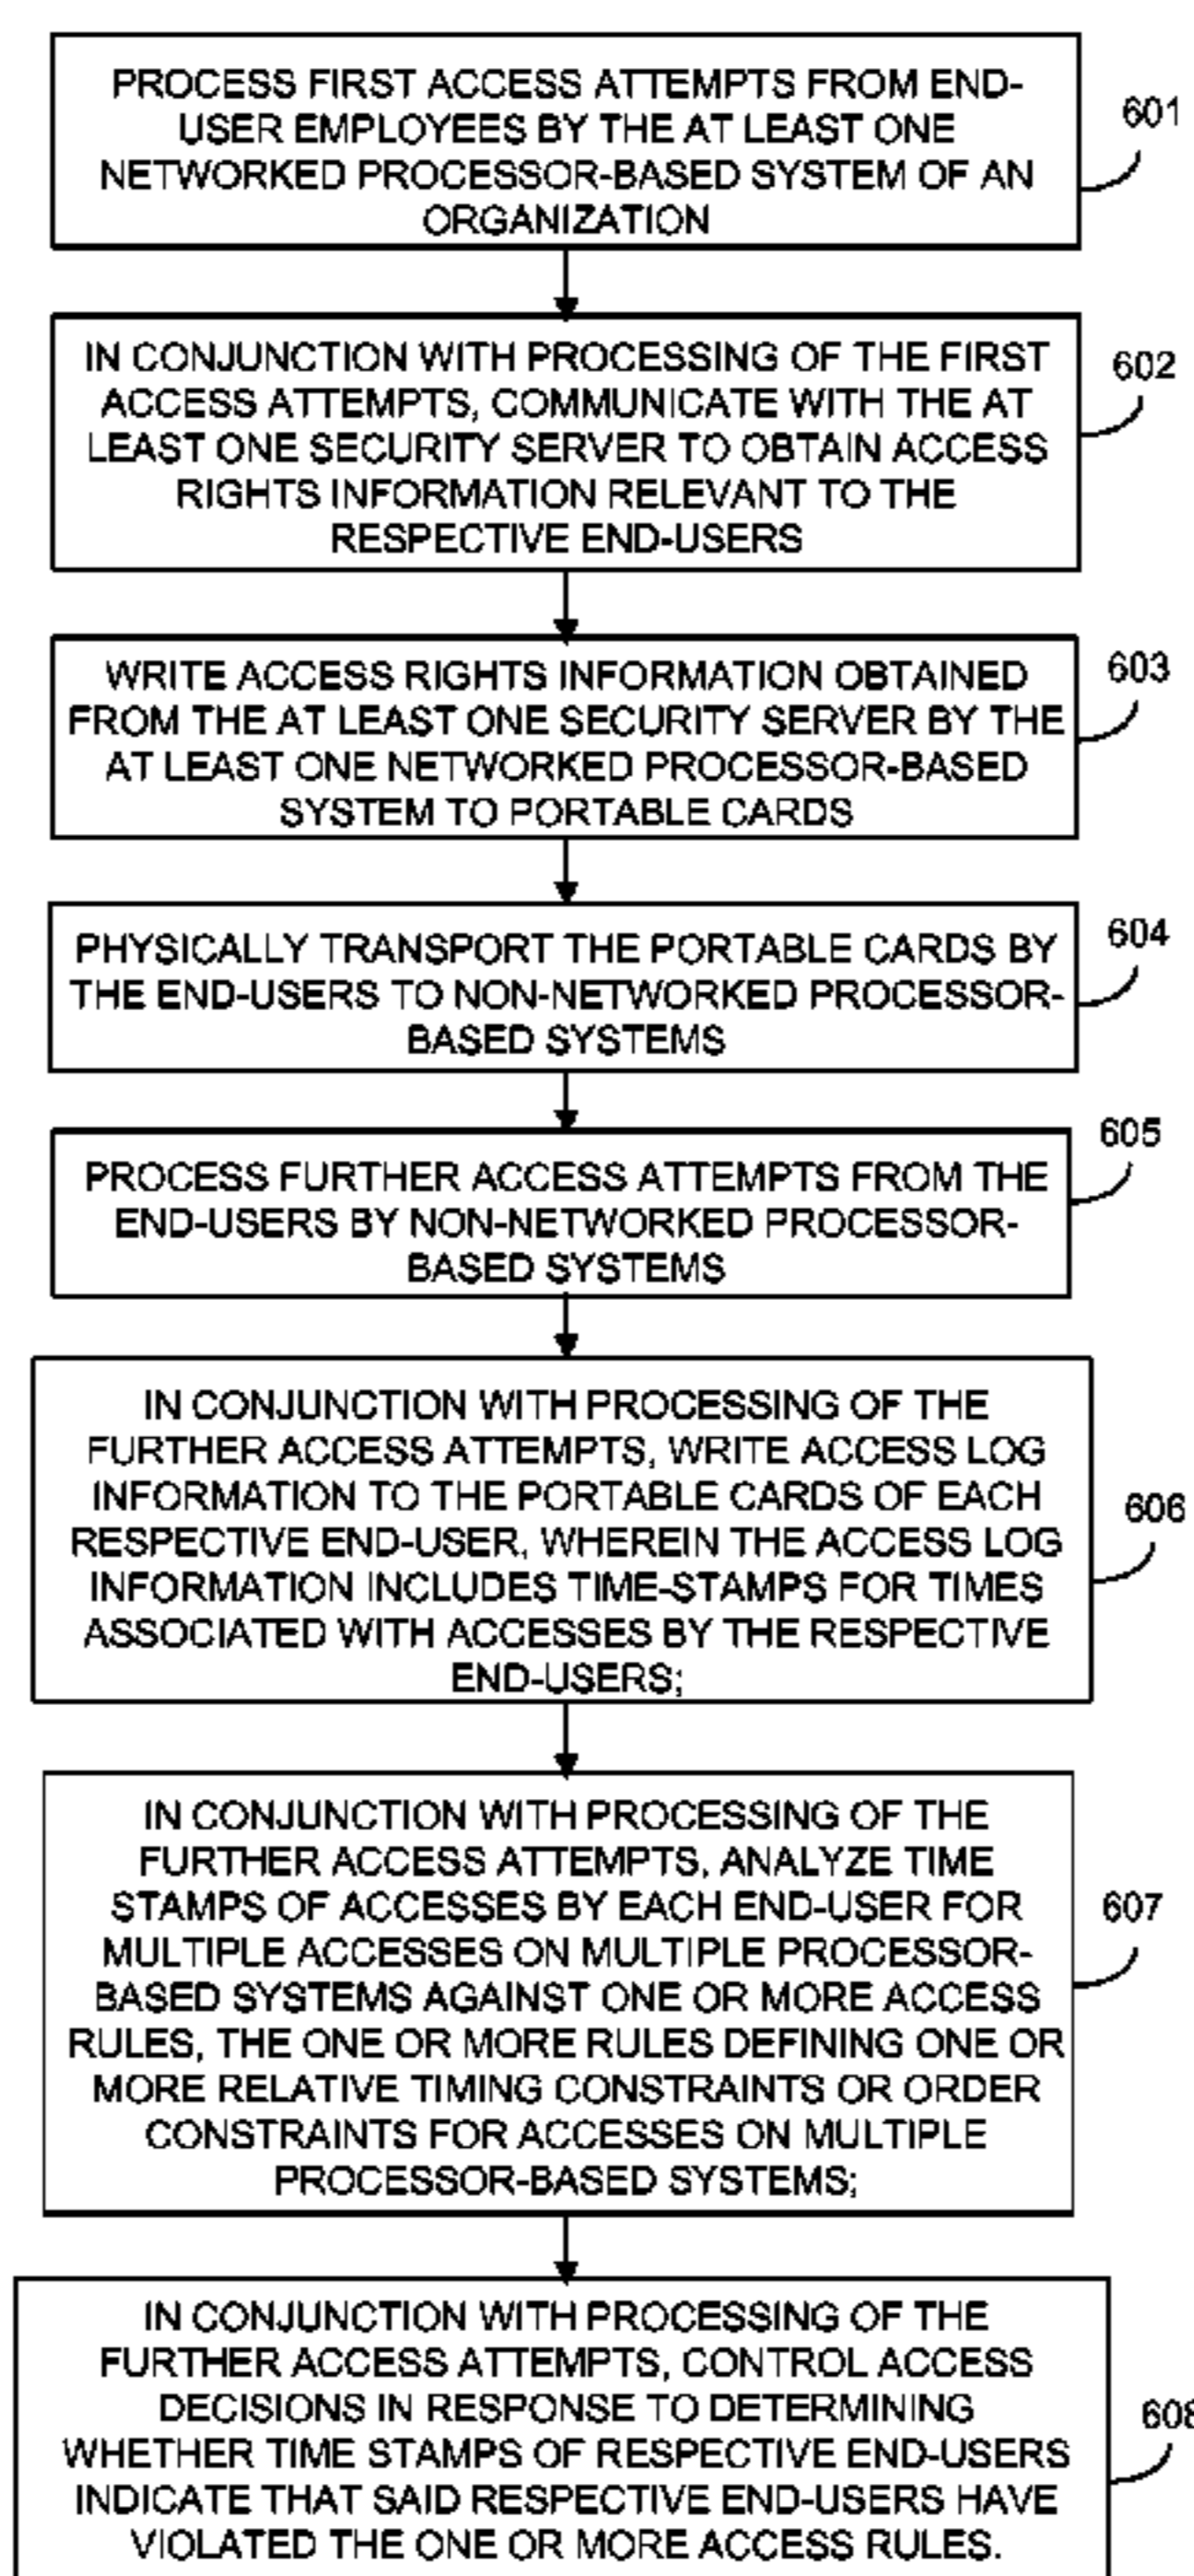 PROCESS FIRST ACCESS ATTEMPTS FROM END-
USER EMPLOYEES BY THE AT LEAST ONE
NETWORKED PROCESSOR-BASED SYSTEM OF AN
ORGANIZATION
601
IN CONJUNCTION WITH PROCESSING OF THE FIRST
ACCESS ATTEMPTS, COMMUNICATE WITH THE AT
LEAST ONE SECURITY SERVER TO OBTAIN ACCESS
RIGHTS INFORMATION RELEVANT TO THE
RESPECTIVE END-USERS
602
WRITE ACCESS RIGHTS INFORMATION OBTAINED
FROM THE AT LEAST ONE SECURITY SERVER BY THE
AT LEAST ONE NETWORKED PROCESSOR-BASED
SYSTEM TO PORTABLE CARDS
603
PHYSICALLY TRANSPORT THE PORTABLE CARDS BY
THE END-USERS TO NON-NETWORKED PROCESSOR-
BASED SYSTEMS
604
PROCESS FURTHER ACCESS ATTEMPTS FROM THE
END-USERS BY NON-NETWORKED PROCESSOR-
BASED SYSTEMS
605
IN CONJUNCTION WITH PROCESSING OF THE
FURTHER ACCESS ATTEMPTS, WRITE ACCESS LOG
INFORMATION TO THE PORTABLE CARDS OF EACH
RESPECTIVE END-USER, WHEREIN THE ACCESS LOG
INFORMATION INCLUDES TIME-STAMPS FOR TIMES
ASSOCIATED WITH ACCESSES BY THE RESPECTIVE
END-USERS;
606
IN CONJUNCTION WITH PROCESSING OF THE
FURTHER ACCESS ATTEMPTS, ANALYZE TIME
STAMPS OF ACCESSES BY EACH END-USER FOR
MULTIPLE ACCESSES ON MULTIPLE PROCESSOR-
BASED SYSTEMS AGAINST ONE OR MORE ACCESS
RULES, THE ONE OR MORE RULES DEFINING ONE OR
MORE RELATIVE TIMING CONSTRAINTS OR ORDER
CONSTRAINTS FOR ACCESSES ON MULTIPLE
PROCESSOR-BASED SYSTEMS;
607
IN CONJUNCTION WITH PROCESSING OF THE
FURTHER ACCESS ATTEMPTS, CONTROL ACCESS
DECISIONS IN RESPONSE TO DETERMINING
WHETHER TIME STAMPS OF RESPECTIVE END-USERS
INDICATE THAT SAID RESPECTIVE END-USERS HAVE
VIOLATED THE ONE OR MORE ACCESS RULES.
608